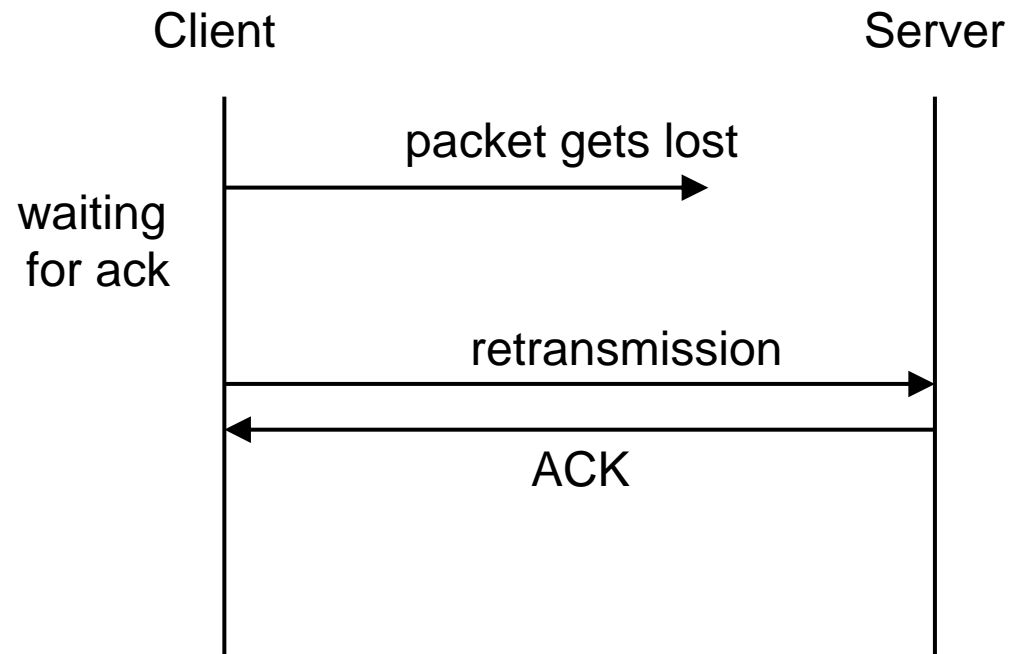 Client
Server
packet gets lost
waiting
for ack
retransmission
ACK